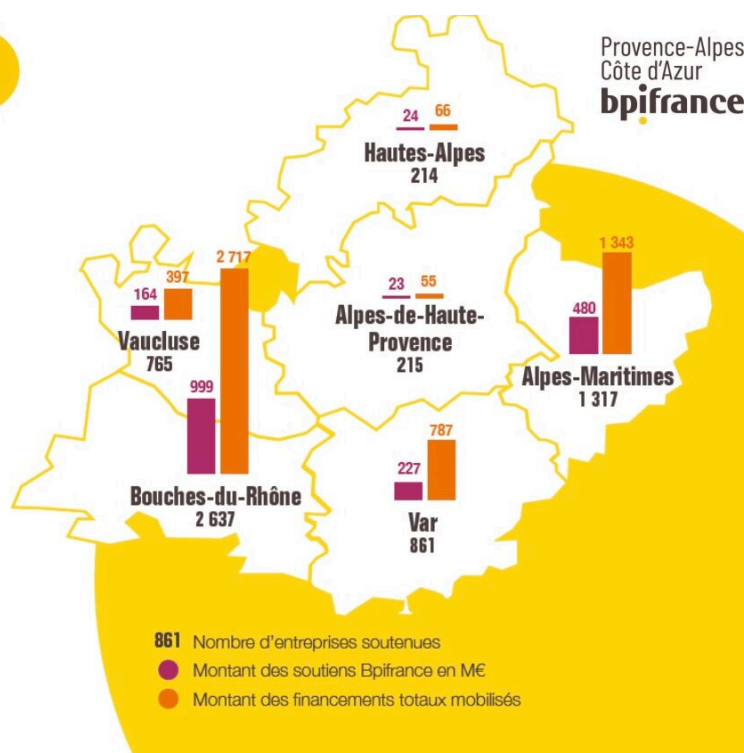 Provence-Alpes
Côte d'Azur
bpifrance
24
66
Hautes-Alpes
214
164
397
Vaucluse
765
23
55
Alpes-de-Haute-
Provence
215
480
1 343
Alpes-Maritimes
1 317
999
2 717
Bouches-du-Rhône
2 637
227
787
Var
861
861 Nombre d'entreprises soutenues
Montant des soutiens Bpifrance en M€
Montant des financements totaux mobilisés